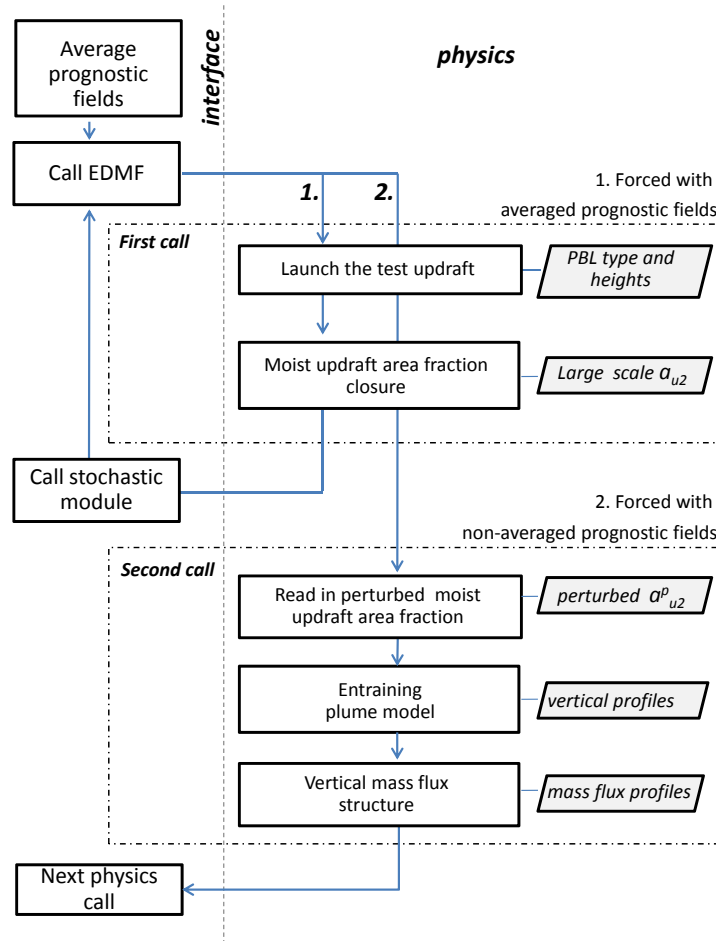 Average
prognostic
fields
interface
physics
Call EDMF
1.
2.
1. Forced with
averaged prognostic fields
First call
Launch the test updraft
PBL type and
heights
Moist updraft area fraction
closure
Large scale a_{u2}
Call stochastic
module
2. Forced with
non-averaged prognostic fields
Second call
Read in perturbed moist
updraft area fraction
perturbed a^{p}_{u2}
Entraining
plume model
vertical profiles
Vertical mass flux
structure
mass flux profiles
Next physics
call